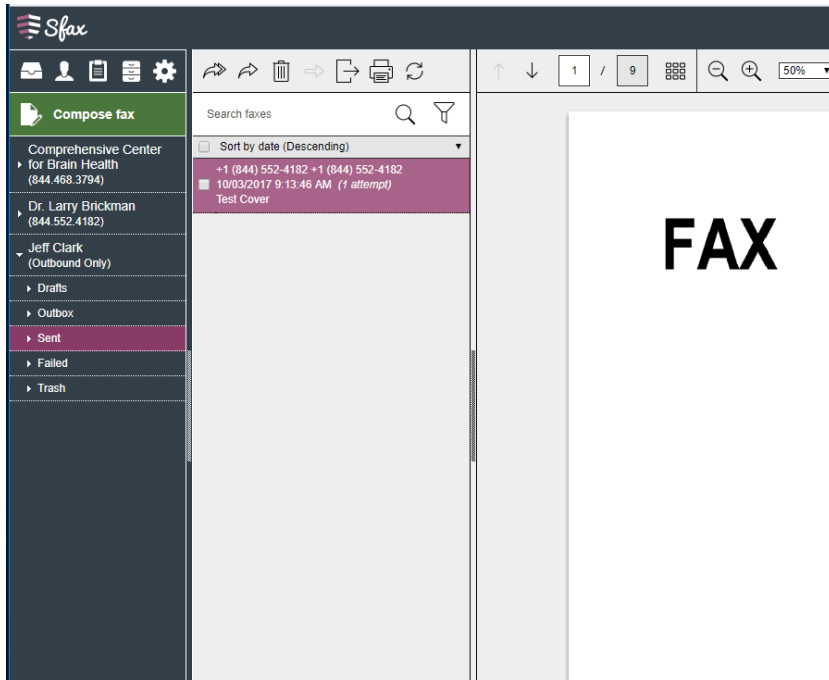 Sfax
1 / 9
50%
Compose fax
Search faxes
Sort by date (Descending)
Comprehensive Center
for Brain Health
(844.468.3794)
Dr. Larry Brickman
(844.552.4182)
Jeff Clark
(Outbound Only)
Drafts
Outbox
Sent
Failed
Trash
+1 (844) 552-4182 +1 (844) 552-4182
10/03/2017 9:13:46 AM (1 attempt)
Test Cover
FAX